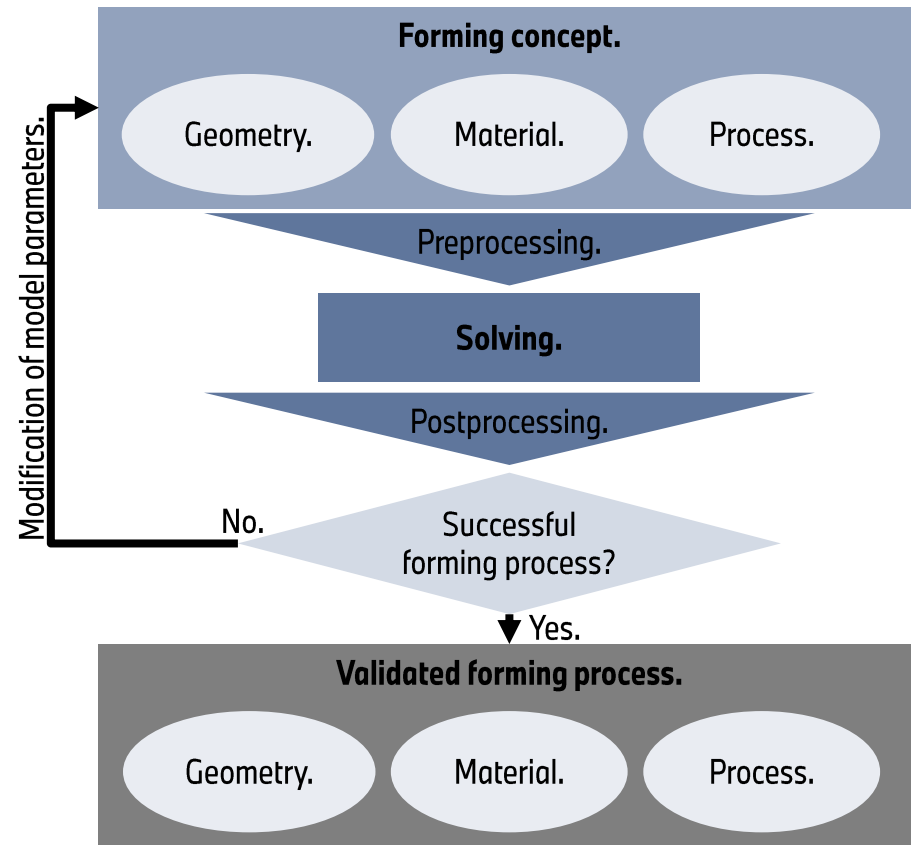 Forming concept.
Geometry.
Material.
Process.
Preprocessing.
Solving.
Postprocessing.
Successful
forming process?
No.
Modification of model parameters.
Yes.
Validated forming process.
Geometry.
Material.
Process.